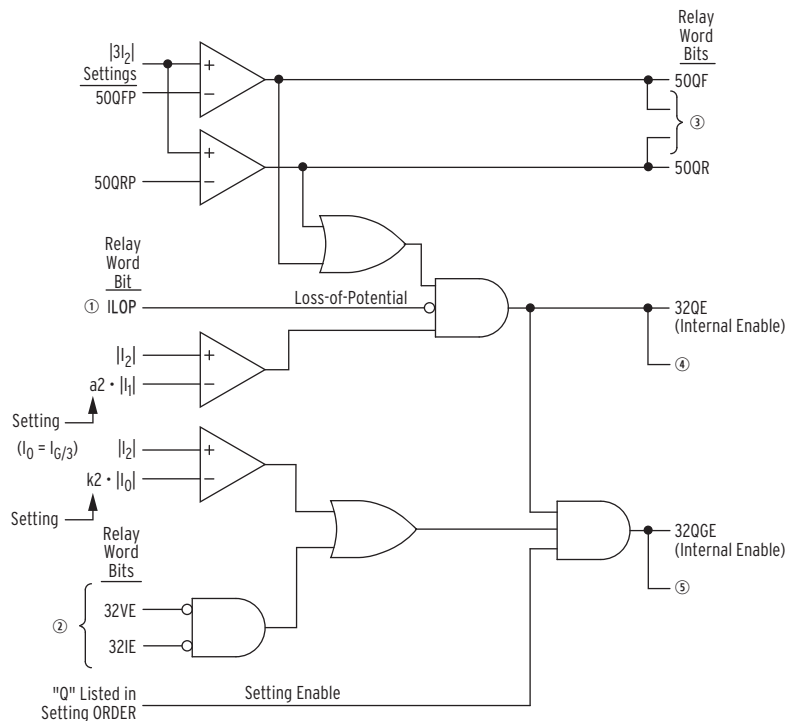 Relay
Word
Bits
|3I2|
Settings
50QFP
50QF
③
50QRP
50QR
Relay
Word
Bit
① ILOP
Loss-of-Potential
32QE
(Internal Enable)
④
|I2|
a2 • |I1|
Setting
(I0 = IG/3)
|I2|
k2 • |I0|
Setting
32QGE
(Internal Enable)
⑤
Relay
Word
Bits
②
32VE
32IE
"Q" Listed in
Setting ORDER
Setting Enable